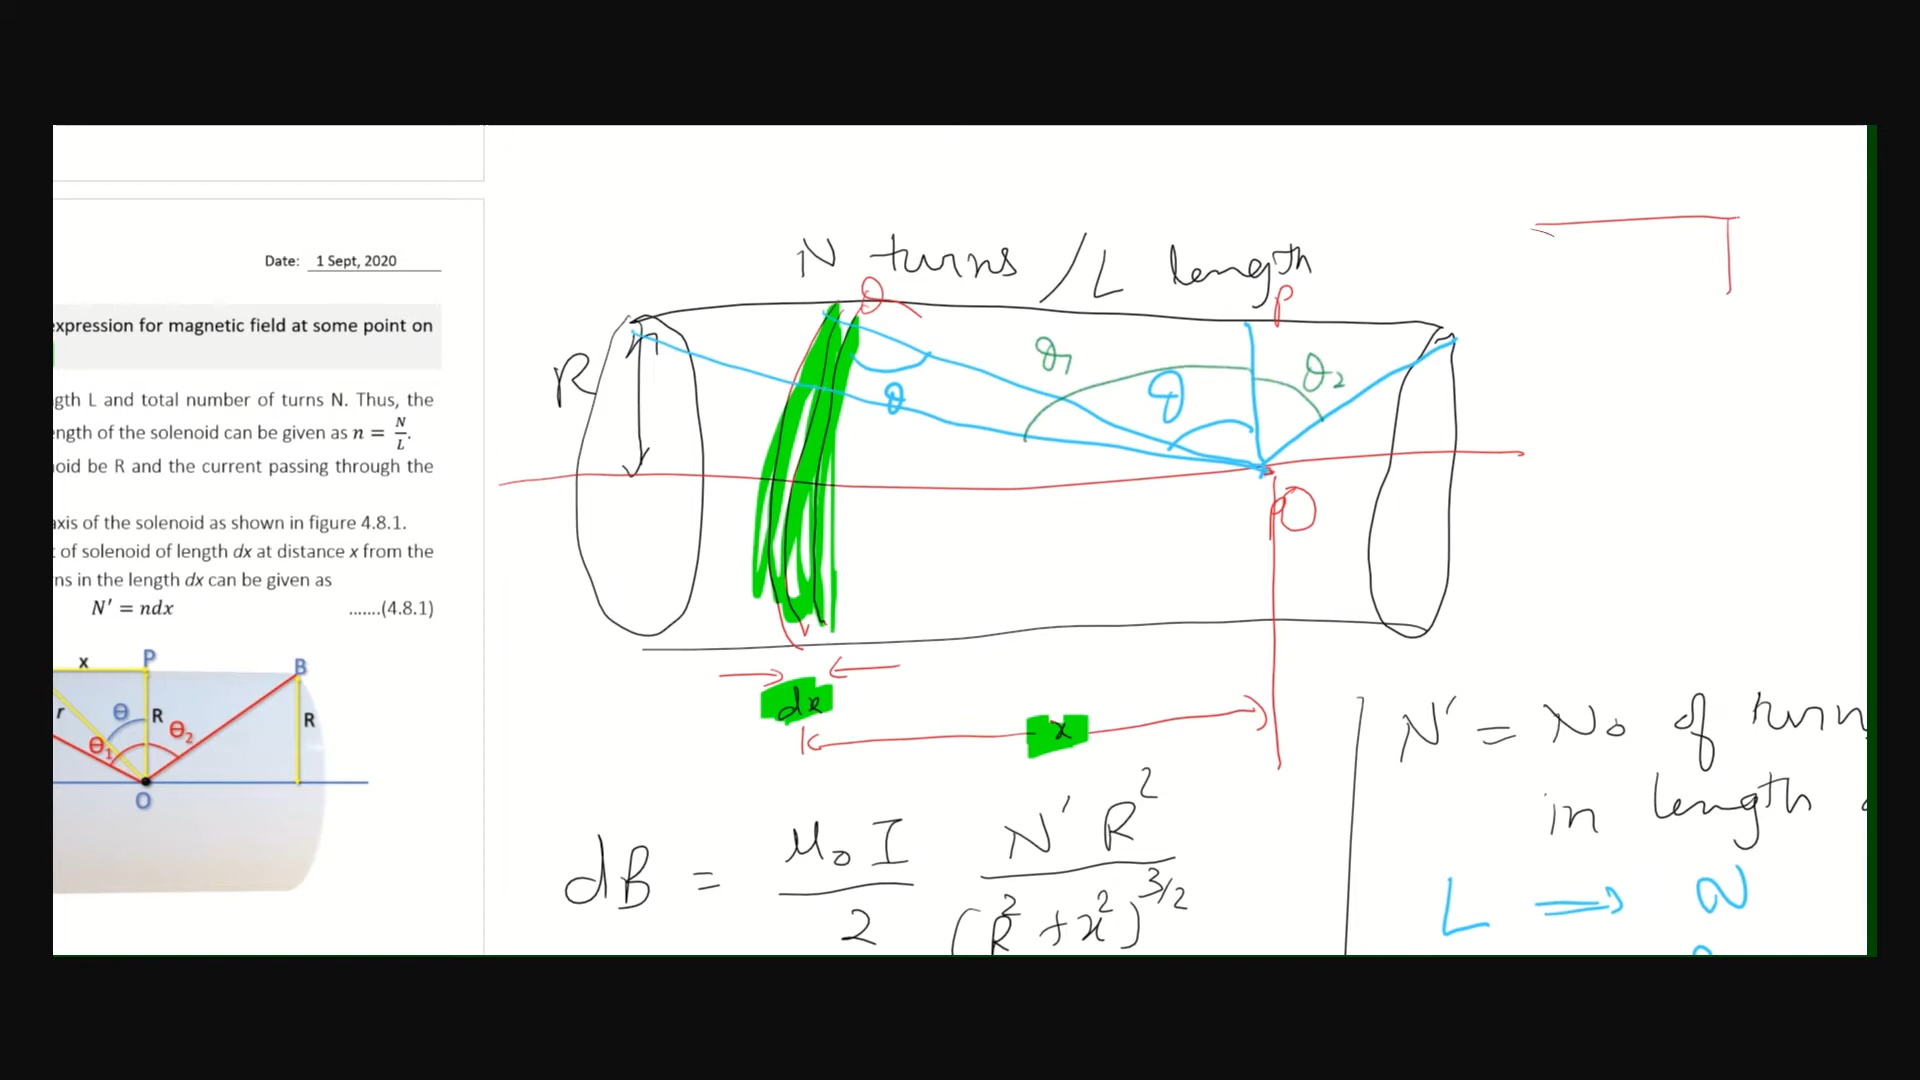 Date: 1 Sept, 2020
expression for magnetic field at some point on
gth L and total number of turns N. Thus, the
ength of the solenoid can be given as n = N/L.
oid be R and the current passing through the
axis of the solenoid as shown in figure 4.8.1.
of solenoid of length dx at distance x from the
ns in the length dx can be given as
N′ = ndx .......(4.8.1)
x P B
r θ R θ2 R
θ1
O
N turns /L length
P
R θ1 θ θ2
θ
O
dx
x
dB = μ0 I / 2 N′ R² / (R² + x²)^3/2
N′ = No of turn
in length
L ⇒ N